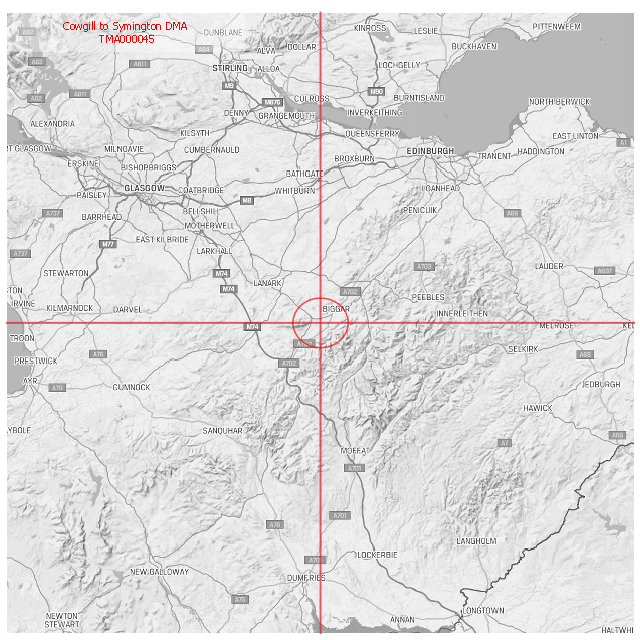 Cowgill to Symington DMA
TMA000045
KINROSS
PITTENWEEM
A82
DUNBLANE
LESLIE
A84
DOLLAR
ALVA
BUCKHAVEN
A82
A811
STIRLING
ALLOA
LOCHGELLY
M9
M90
A82
A811
CULROSS
BURNTISLAND
M876
NORTH BERWICK
DENNY
GRANGEMOUTH
INVERKEITHING
ALEXANDRIA
KILSYTH
QUEENSFERRY
EAST LINTON
A1
RT GLASGOW
MILNGAVIE
CUMBERNAULD
EDINBURGH
HADDINGTON
BROXBURN
TRANENT
ERSKINE
BISHOPBRIGGS
BATHGATE
GLASGOW
COATBRIDGE
WHITBURN
LOANHEAD
PAISLEY
M8
BARRHEAD
BELLSHILL
PENICUIK
A737
A68
MOTHERWELL
M77
EAST KILBRIDE
A737
LARKHALL
STEWARTON
M74
A703
LAUDER
A697
LANARK
M74
A702
PEEBLES
STON
IRVINE
KILMARNOCK
DARVEL
BIGGAR
INNERLEITHEN
M74
MELROSE
KEL
TROON
SELKIRK
A76
A68
PRESTWICK
A702
AYR
A70
CUMNOCK
JEDBURGH
HAWICK
YBOLE
SANQUHAR
A68
A7
MOFFAT
A701
A701
A76
LANGHOLM
LOCKERBIE
NEW GALLOWAY
DUMFRIES
A75
NEWTON
STEWART
ANNAN
LONGTOWN
HALTWHI